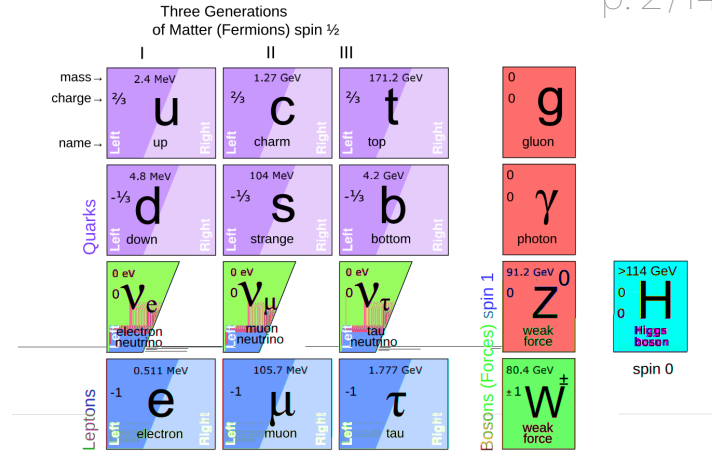 p. 2/14
Three Generations
of Matter (Fermions) spin ½
I II III
mass→
charge→
name→
2.4 MeV
⅔
u
Left
Right
up
1.27 GeV
⅔
c
charm
Left
Right
171.2 GeV
⅔
t
top
Left
Right
0
0
g
gluon
Quarks
4.8 MeV
-⅓
d
Left
Right
down
104 MeV
-⅓
s
Left
Right
strange
4.2 GeV
-⅓
b
Left
Right
bottom
0
0
γ
photon
0 eV
0
νe
electron
neutrino
0 eV
0
νμ
muon
neutrino
0 eV
0
ντ
tau
neutrino
Bosons (Forces) spin 1
91.2 GeV
0
Z0
weak
force
>114 GeV
0
0
H
Higgs
boson
spin 0
Leptons
0.511 MeV
-1
e
Left
Right
electron
105.7 MeV
-1
μ
Left
Right
muon
1.777 GeV
-1
τ
Left
Right
tau
80.4 GeV
±1
W±
weak
force